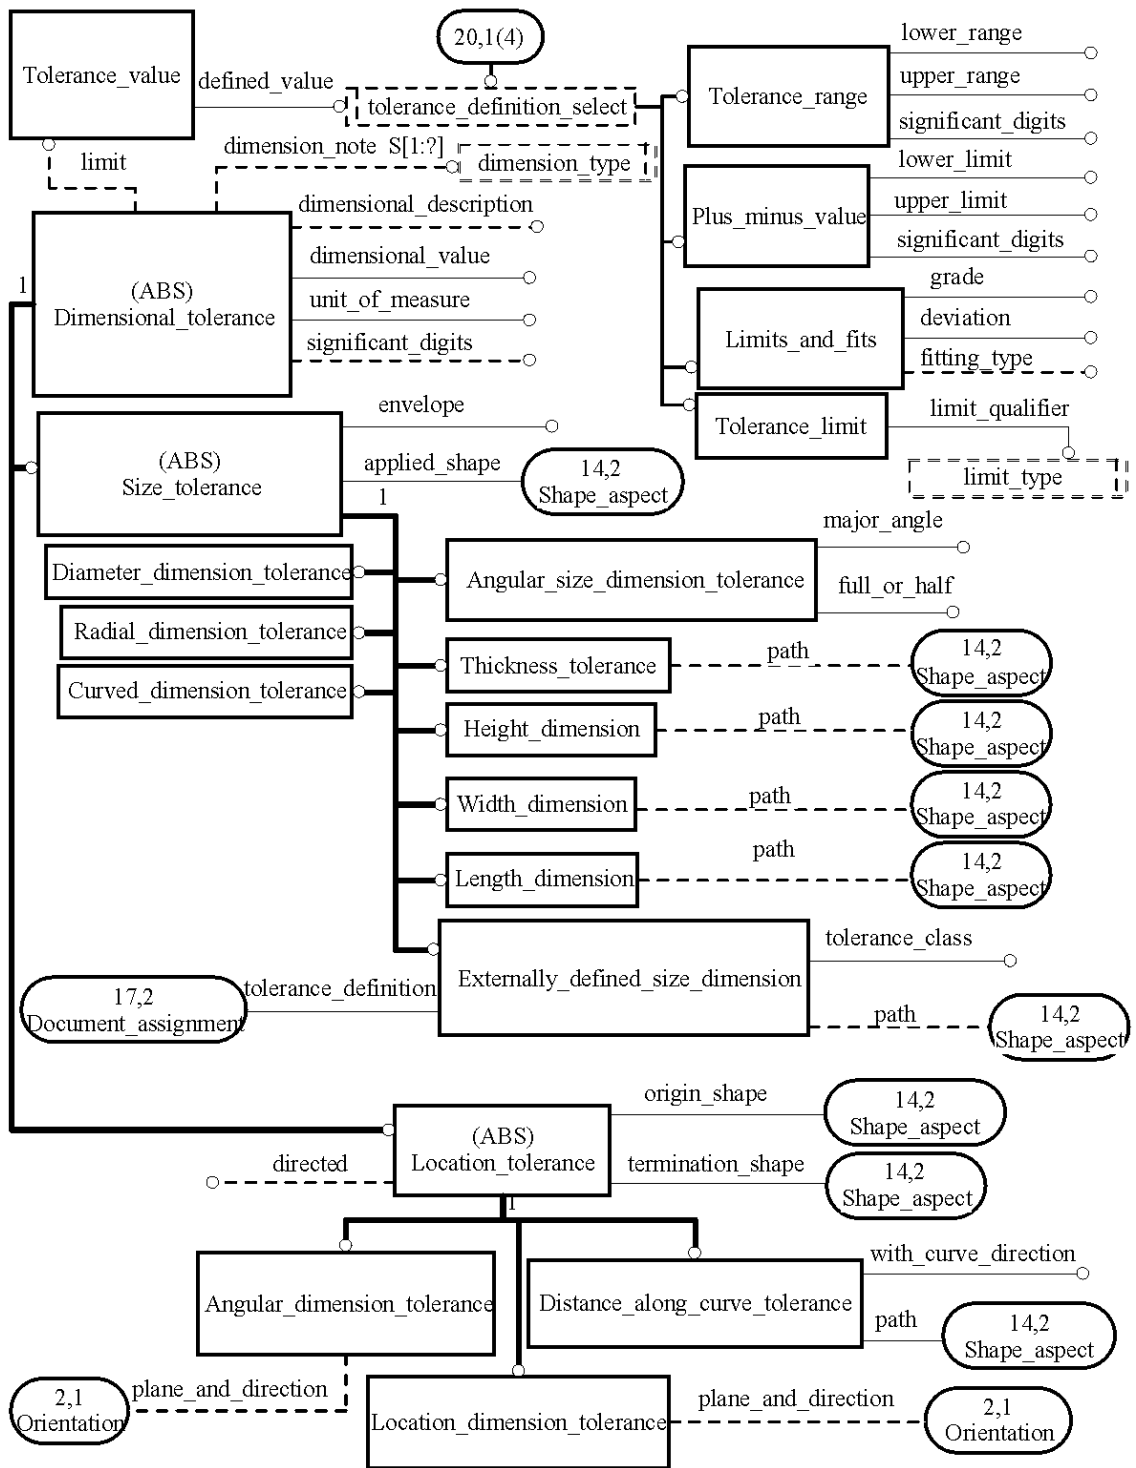 20,1(4)
Tolerance_value
defined_value
tolerance_definition_select
Tolerance_range
lower_range
upper_range
significant_digits
limit
dimension_note S[1:?]
dimension_type
Plus_minus_value
lower_limit
upper_limit
significant_digits
1
(ABS)
Dimensional_tolerance
dimensional_description
dimensional_value
unit_of_measure
significant_digits
Limits_and_fits
grade
deviation
fitting_type
Tolerance_limit
limit_qualifier
limit_type
(ABS)
Size_tolerance
envelope
applied_shape
14,2
Shape_aspect
1
Diameter_dimension_tolerance
Radial_dimension_tolerance
Curved_dimension_tolerance
Angular_size_dimension_tolerance
major_angle
full_or_half
Thickness_tolerance
path
14,2
Shape_aspect
Height_dimension
path
14,2
Shape_aspect
Width_dimension
path
14,2
Shape_aspect
Length_dimension
path
14,2
Shape_aspect
Externally_defined_size_dimension
tolerance_class
tolerance_definition
17,2
Document_assignment
path
14,2
Shape_aspect
(ABS)
Location_tolerance
origin_shape
14,2
Shape_aspect
directed
termination_shape
14,2
Shape_aspect
1
Angular_dimension_tolerance
Distance_along_curve_tolerance
with_curve_direction
path
14,2
Shape_aspect
2,1
Orientation
plane_and_direction
Location_dimension_tolerance
plane_and_direction
2,1
Orientation